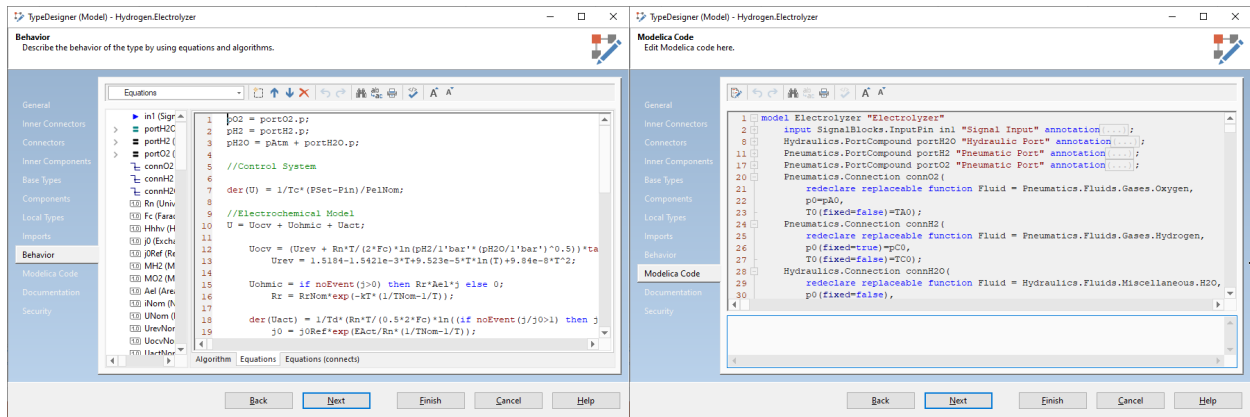 TypeDesigner (Model) - Hydrogen.Electrolyzer
Behavior
Describe the behavior of the type by using equations and algorithms.
General
Inner Connectors
Connectors
Inner Components
Base Types
Components
Local Types
Imports
Behavior
Modelica Code
Documentation
Security
Equations
in1 (Sigr
portH2O
portH2 (
portO2 (
connO2
connH2
connH2
Rn (Univ
Fc (Farac
Hhhv (H
j0 (Excha
j0Ref (Re
MH2 (M
MO2 (M
Ael (Area
iNom (N
UNom (
UrevNor
UocvNo
UactNor
1 pO2 = portO2.p;
2 pH2 = portH2.p;
3 pH2O = pAtm + portH2O.p;
4
5 //Control System
6
7 der(U) = 1/Tc*(PSet-Pin)/PelNom;
8
9 //Electrochemical Model
10 U = Uocv + Uohmic + Uact;
11
12 Uocv = (Urev + Rn*T/(2*Fc)*ln(pH2/1'bar'*(pH2O/1'bar')^0.5))*ta
13 Urev = 1.5184-1.5421e-3*T+9.523e-5*T*ln(T)+9.84e-8*T^2;
14
15 Uohmic = if noEvent(j>0) then Rr*Ael*j else 0;
16 Rr = RrNom*exp(-kT*(1/TNom-1/T));
17
18 der(Uact) = 1/Td*(Rn*T/(0.5*2*Fc)*ln((if noEvent(j/j0>1) then j
19 j0 = j0Ref*exp(EAct/Rn*(1/TNom-1/T));
Algorithm Equations Equations (connects)
Back Next Finish Cancel Help
TypeDesigner (Model) - Hydrogen.Electrolyzer
Modelica Code
Edit Modelica code here.
General
Inner Connectors
Connectors
Inner Components
Base Types
Components
Local Types
Imports
Behavior
Modelica Code
Documentation
Security
1 model Electrolyzer "Electrolyzer"
2 input SignalBlocks.InputPin in1 "Signal Input" annotation(...);
8 Hydraulics.PortCompound portH2O "Hydraulic Port" annotation(...);
11 Pneumatics.PortCompound portH2 "Pneumatic Port" annotation(...);
17 Pneumatics.PortCompound portO2 "Pneumatic Port" annotation(...);
20 Pneumatics.Connection connO2(
21 redeclare replaceable function Fluid = Pneumatics.Fluids.Gases.Oxygen,
22 p0=pA0,
23 T0(fixed=false)=TA0);
24 Pneumatics.Connection connH2(
25 redeclare replaceable function Fluid = Pneumatics.Fluids.Gases.Hydrogen,
26 p0(fixed=true)=pC0,
27 T0(fixed=false)=TC0);
28 Hydraulics.Connection connH2O(
29 redeclare replaceable function Fluid = Hydraulics.Fluids.Miscellaneous.H2O,
30 p0(fixed=false),
Back Next Finish Cancel Help